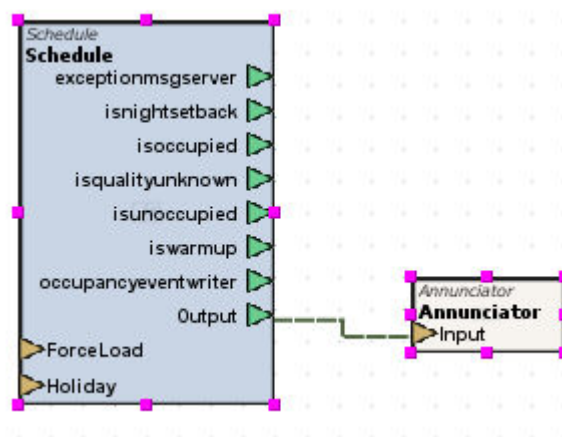 Schedule
Schedule
exceptionmsgserver
isnightsetback
isoccupied
isqualityunknown
isunoccupied
iswarmup
occupancyeventwriter
Output
ForceLoad
Holiday
Annunciator
Annunciator
Input